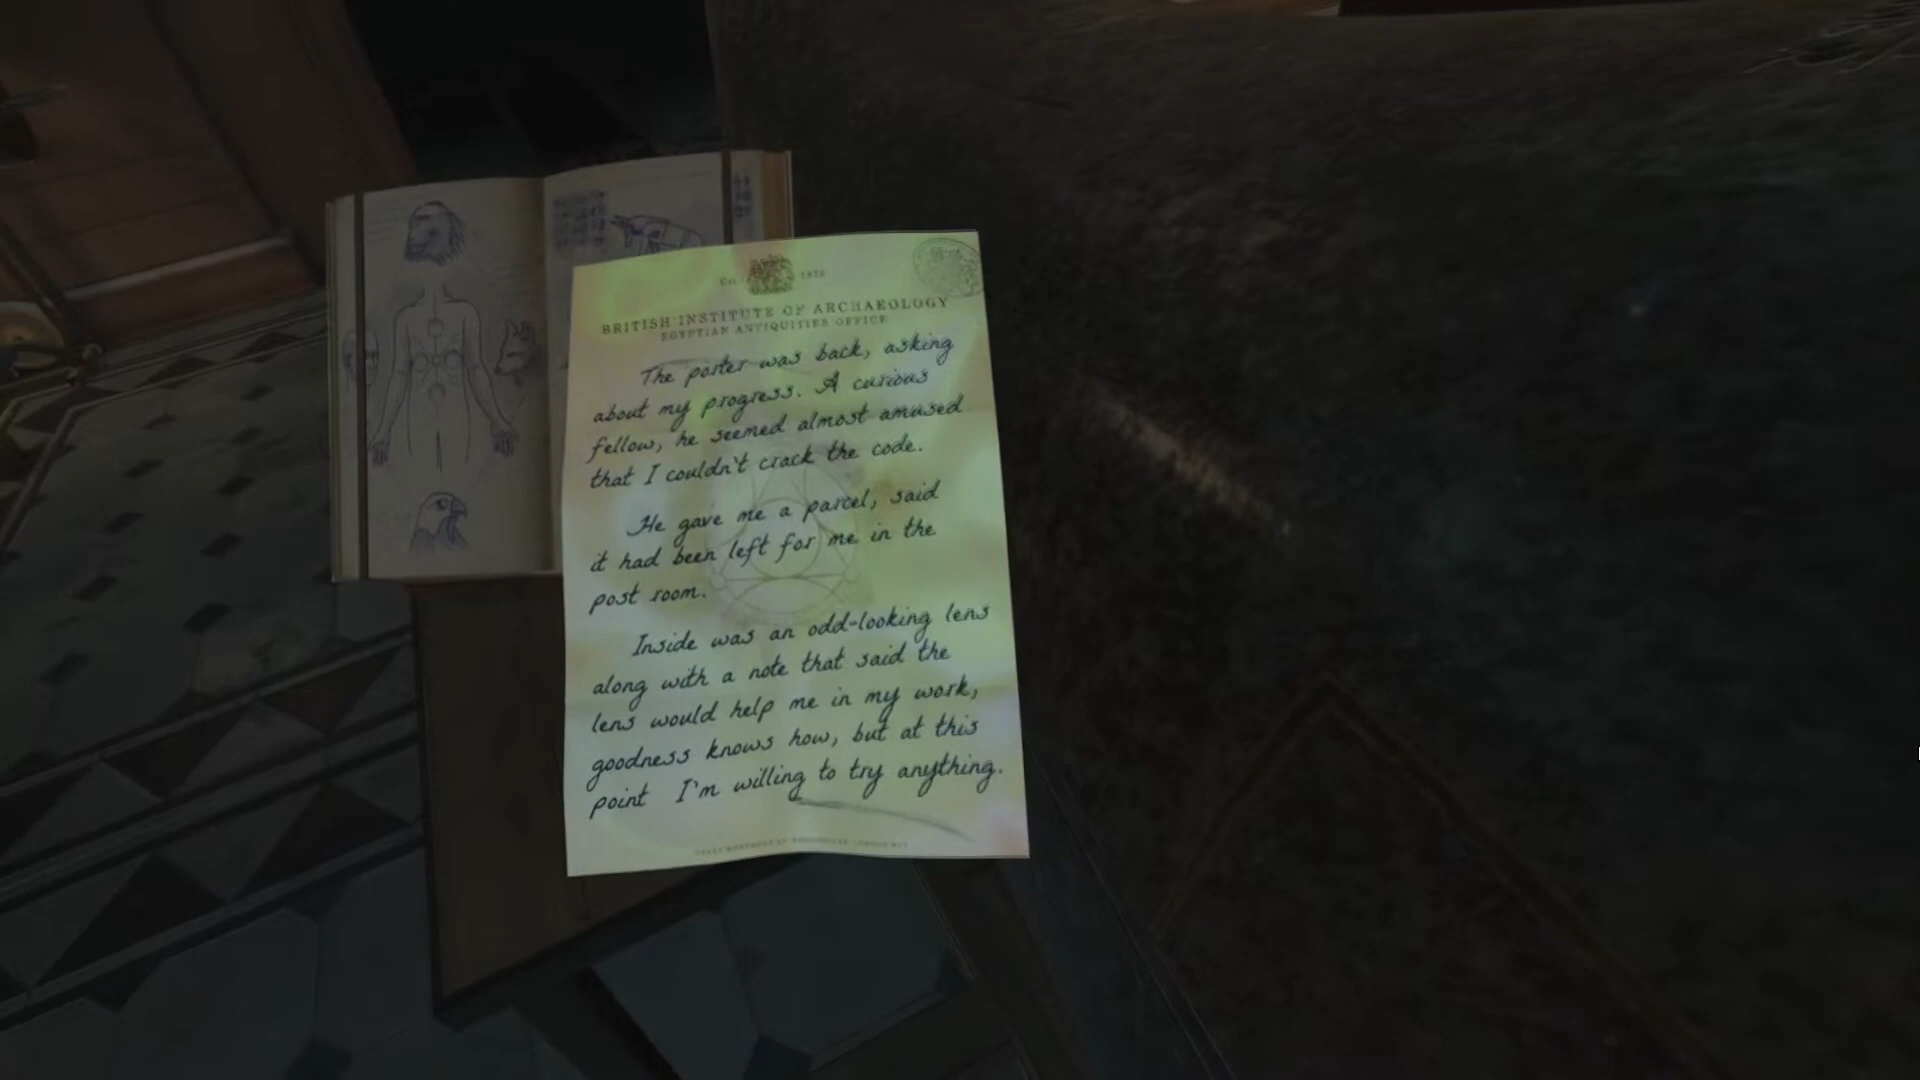 Est. 1870
BRITISH INSTITUTE OF ARCHAEOLOGY
EGYPTIAN ANTIQUITIES OFFICE
The porter was back, asking
about my progress. A curious
fellow, he seemed almost amused
that I couldn't crack the code.
He gave me a parcel, said
it had been left for me in the
post room.
Inside was an odd-looking lens
along with a note that said the
lens would help me in my work,
goodness knows how, but at this
point I'm willing to try anything.